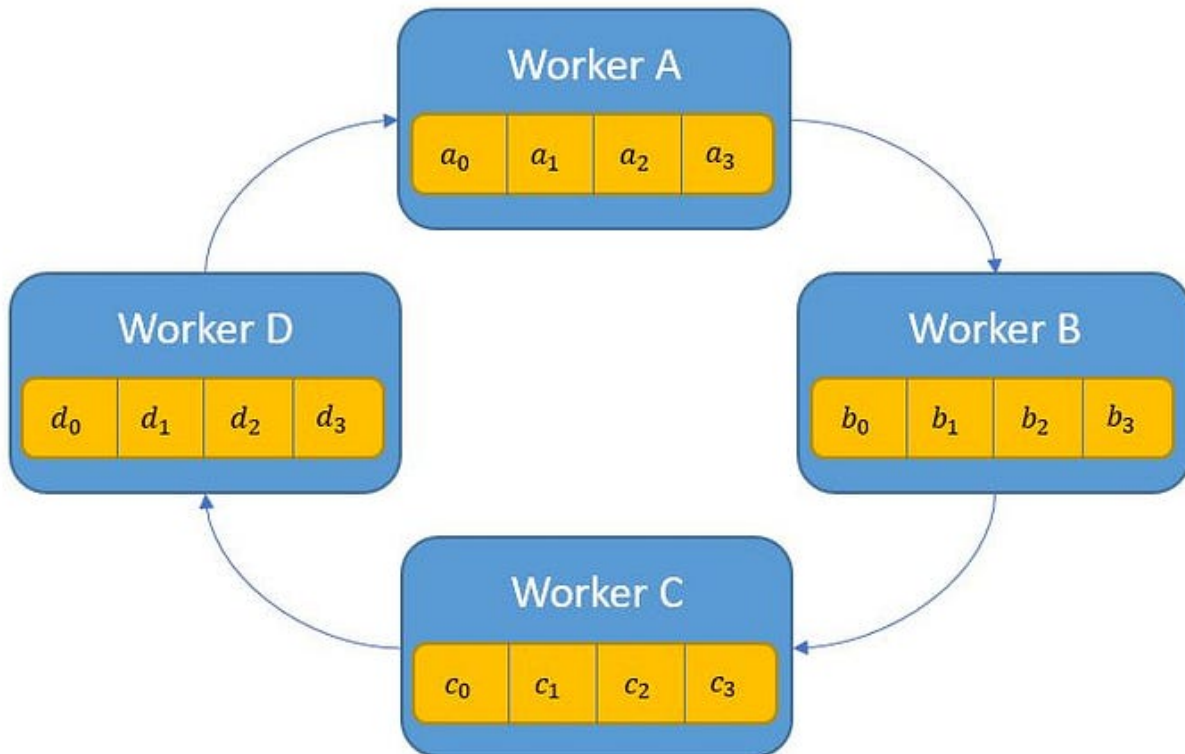 Worker A
a₀ a₁ a₂ a₃
Worker D
d₀ d₁ d₂ d₃
Worker B
b₀ b₁ b₂ b₃
Worker C
c₀ c₁ c₂ c₃